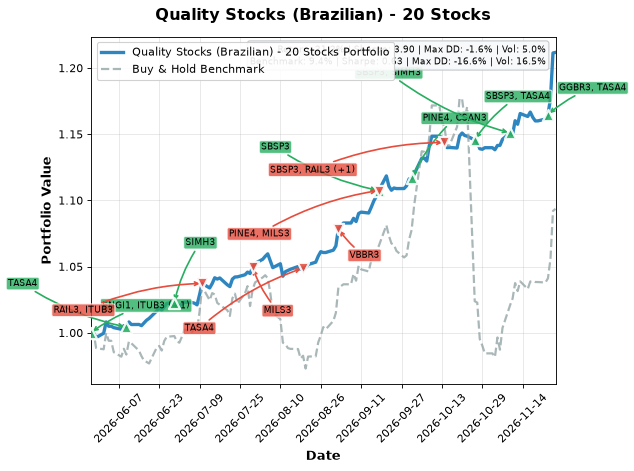 Quality Stocks (Brazilian) - 20 Stocks
Quality Stocks (Brazilian) - 20 Stocks Portfolio
3.90 | Max DD: -1.6% | Vol: 5.0%
Buy & Hold Benchmark
Max DD: -16.6% | Vol: 16.5%
SIMH3
GGBR3, TASA4
SBSP3, TASA4
PINE4, CSAN3
SBSP3
SBSP3, RAIL3 (+1)
PINE4, MILS3
SIMH3
VBBR3
TASA4
RAIL3, ITUB3
MILS3
TASA4
Portfolio Value
1.20
1.15
1.10
1.05
1.00
2026-06-07
2026-06-23
2026-07-09
2026-07-25
2026-08-10
2026-08-26
2026-09-11
2026-09-27
2026-10-13
2026-10-29
2026-11-14
Date